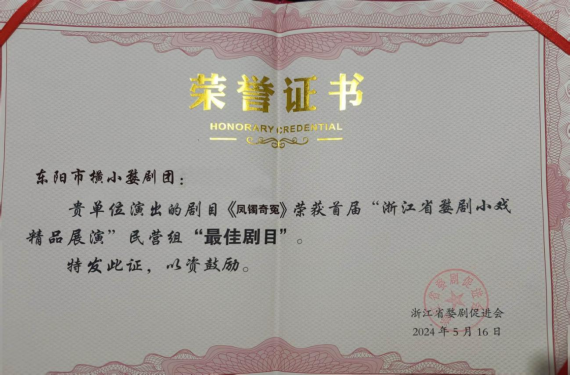 荣誉证书
HONORARY CREDENTIAL
东阳市横小婺剧团：
贵单位演出的剧目《凤镯奇冤》荣获首届“浙江省婺剧小戏
精品展演”民营组“最佳剧目”。
特发此证，以资鼓励。
浙江省婺剧促进会
2024年5月16日